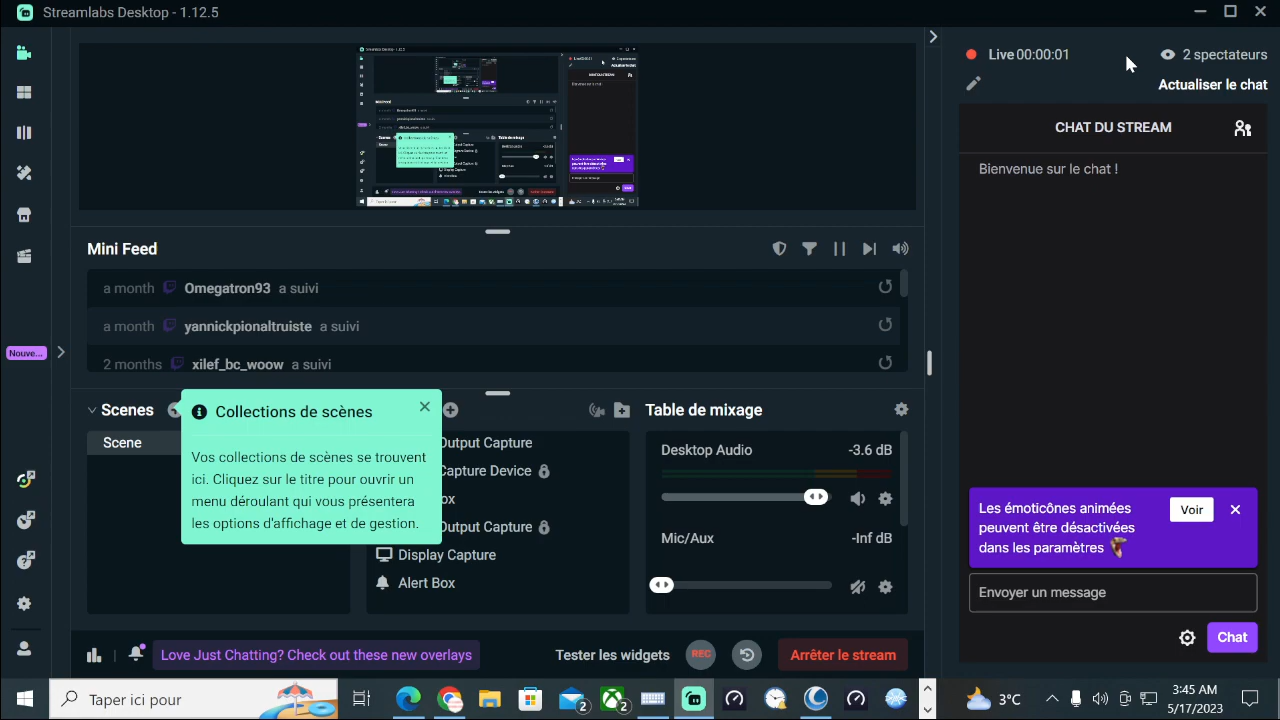 Streamlabs Desktop - 1.12.5
Live 00:00:01
2 spectateurs
Actualiser le chat
Bienvenue sur le chat !
Mini Feed
a month Omegatron93 a suivi
a month yannickpionaltruiste a suivi
2 months xilef_bc_woow a suivi
Nouve...
Scenes
Scene
Collections de scènes
Vos collections de scènes se trouvent
ici. Cliquez sur le titre pour ouvrir un
menu déroulant qui vous présentera
les options d'affichage et de gestion.
Output Capture
Capture Device
Output Capture
Display Capture
Alert Box
Table de mixage
Desktop Audio -3.6 dB
Mic/Aux -Inf dB
Les émoticônes animées
peuvent être désactivées
dans les paramètres
Voir
Envoyer un message
Chat
Love Just Chatting? Check out these new overlays
Tester les widgets
REC
Arrêter le stream
Taper ici pour
2
2
3°C
3:45 AM
5/17/2023